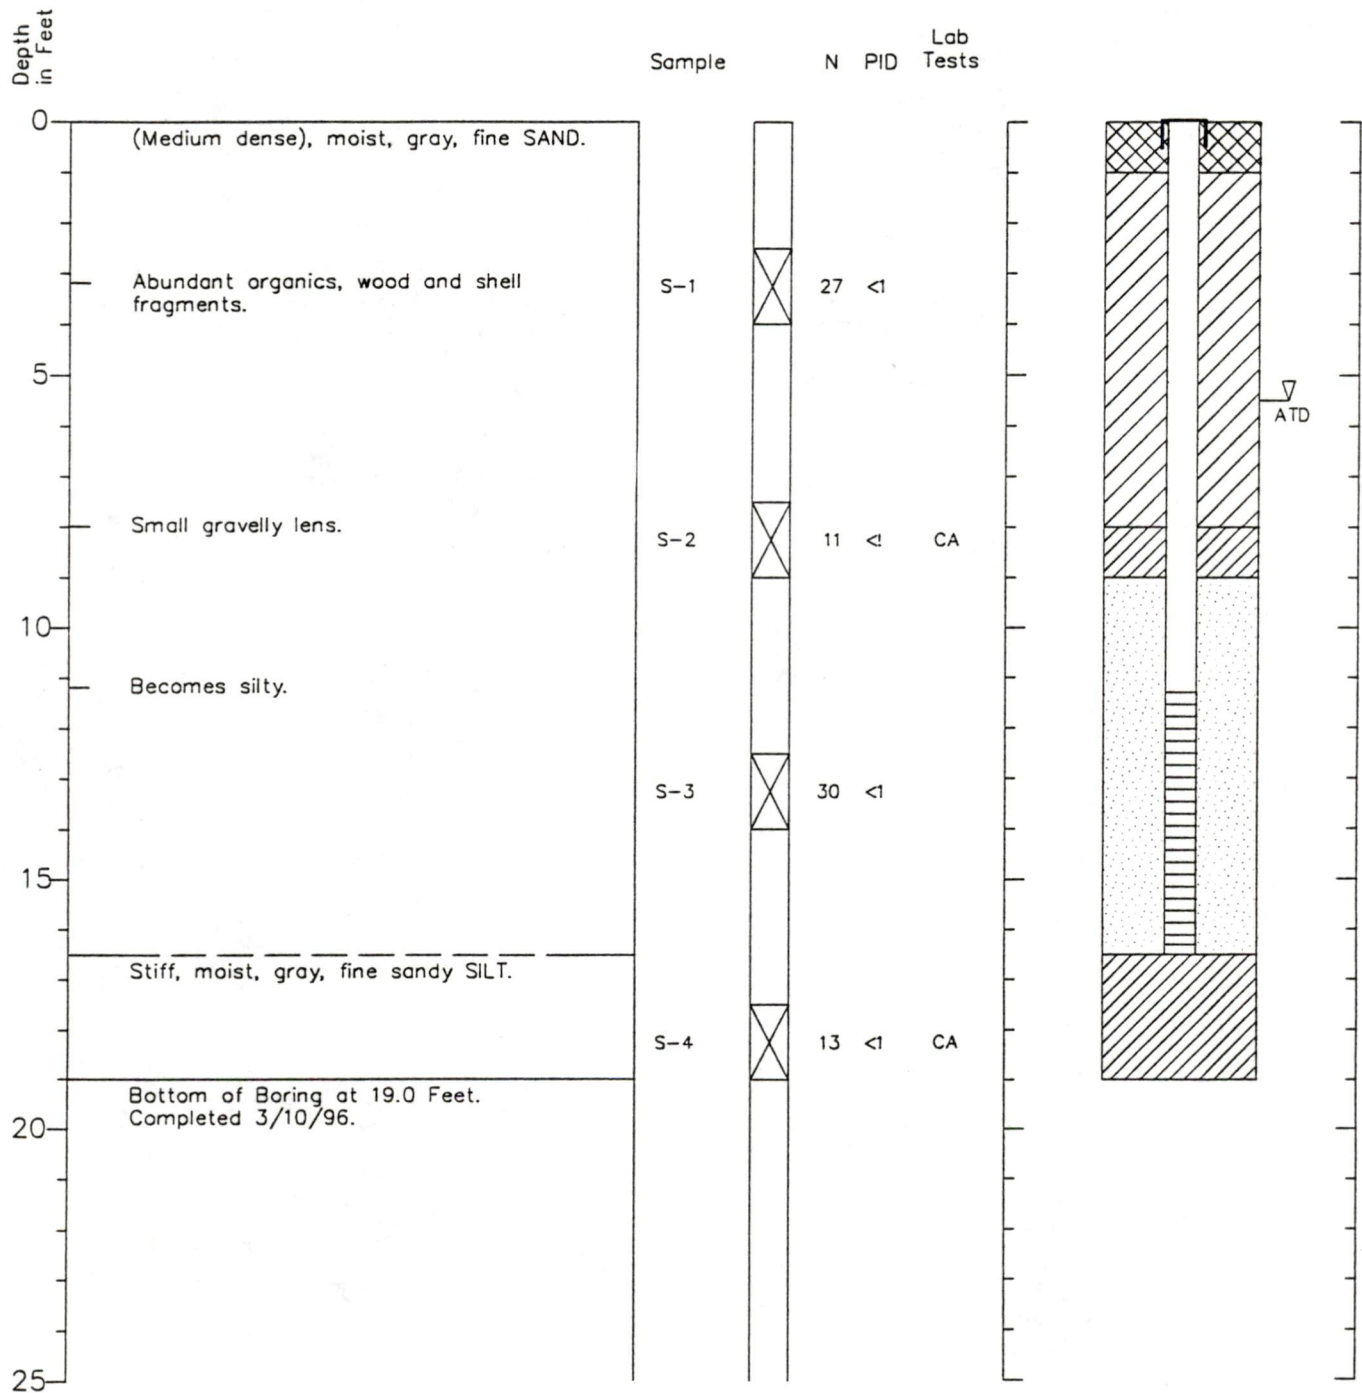 Depth
in Feet
Sample
N
PID
Lab
Tests
0
(Medium dense), moist, gray, fine SAND.
Abundant organics, wood and shell
fragments.
S-1
27
<1
5
ATD
Small gravelly lens.
S-2
11
<!
CA
10
Becomes silty.
S-3
30
<1
15
Stiff, moist, gray, fine sandy SILT.
S-4
13
<1
CA
Bottom of Boring at 19.0 Feet.
Completed 3/10/96.
20
25